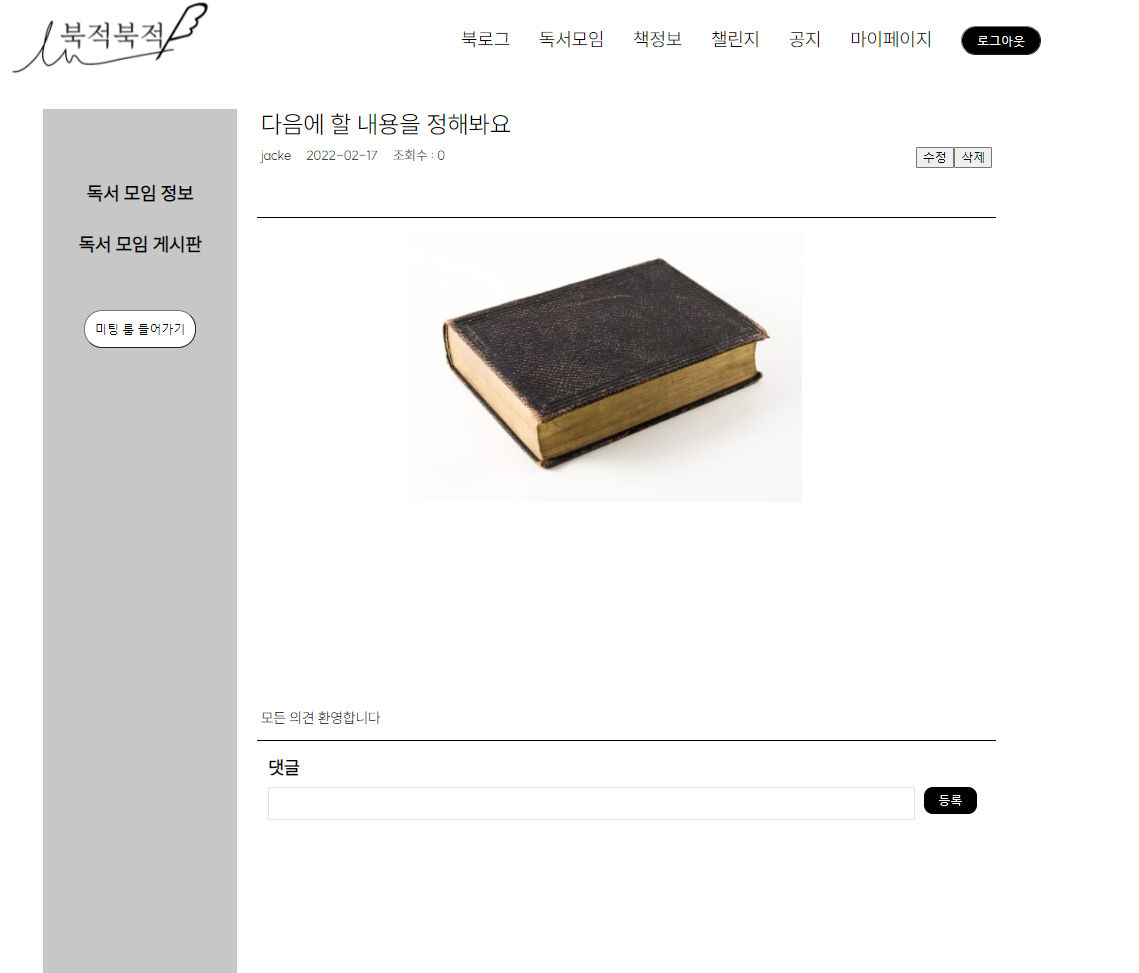 북적북적
북로그 독서모임 책정보 챌린지 공지 마이페이지 로그아웃
독서 모임 정보
독서 모임 게시판
미팅 룸 들어가기
다음에 할 내용을 정해봐요
jacke 2022-02-17 조회수 : 0
수정 삭제
모든 의견 환영합니다
댓글
등록